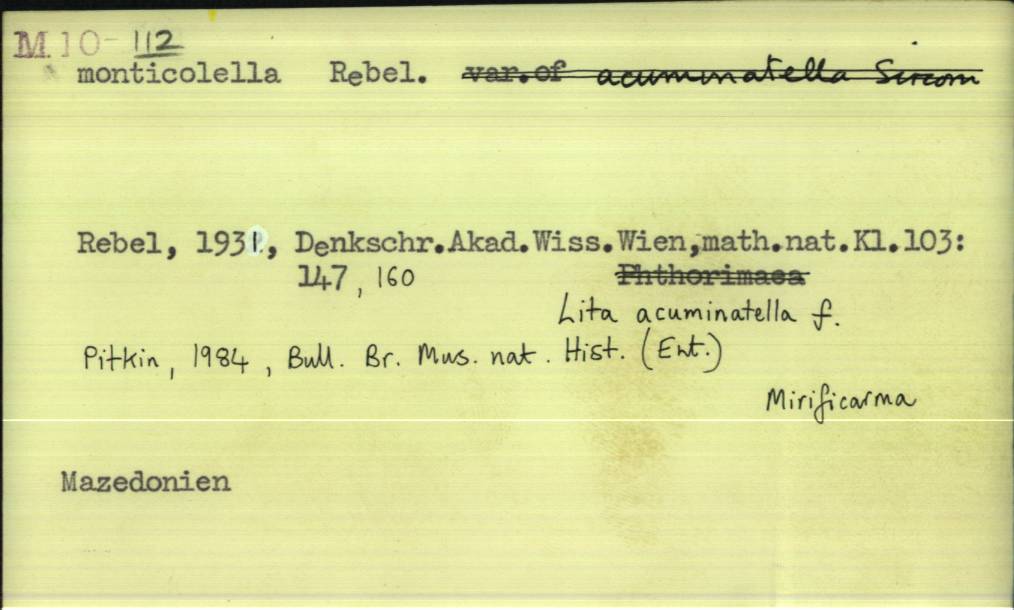 M10-112
monticolella Rebel. var.of acuminatella Sircom
Rebel, 1931, Denkschr.Akad.Wiss.Wien,math.nat.Kl.103:
147, 160 Phthorimaea
Lita acuminatella f.
Pitkin, 1984, Bull. Br. Mus. nat. Hist. (Ent.)
Mirificarma
Mazedonien